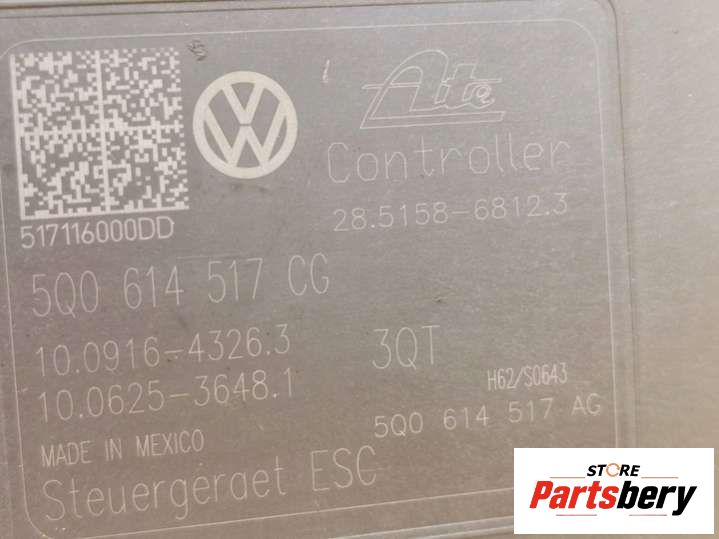 Ate
Controller
28.5158-6812.3
517116000DD
5Q0 614 517 CG
10.0916-4326.3
3QT
10.0625-3648.1
H62/S0643
5Q0 614 517 AG
MADE IN MEXICO
Steuergeraet ESC
STORE
Partsbery